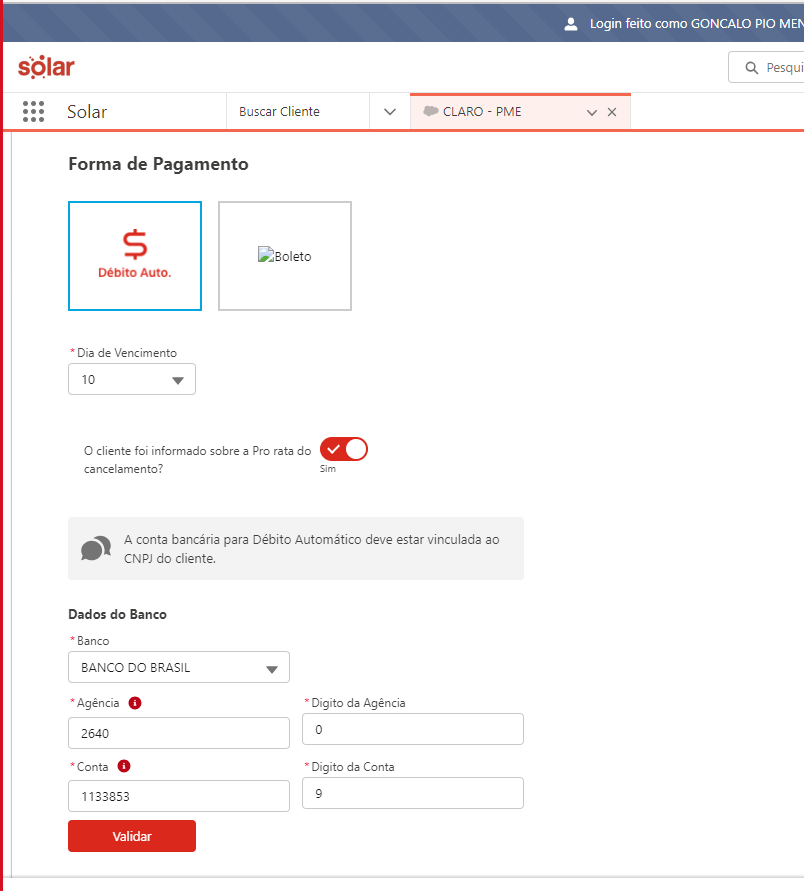 Login feito como GONCALO PIO MEN
solar
Pesqui
Solar
Buscar Cliente
CLARO - PME
Forma de Pagamento
Débito Auto.
Boleto
*Dia de Vencimento
10
O cliente foi informado sobre a Pro rata do
cancelamento?
Sim
A conta bancária para Débito Automático deve estar vinculada ao
CNPJ do cliente.
Dados do Banco
*Banco
BANCO DO BRASIL
*Agência
*Digito da Agência
2640
0
*Conta
*Digito da Conta
1133853
9
Validar